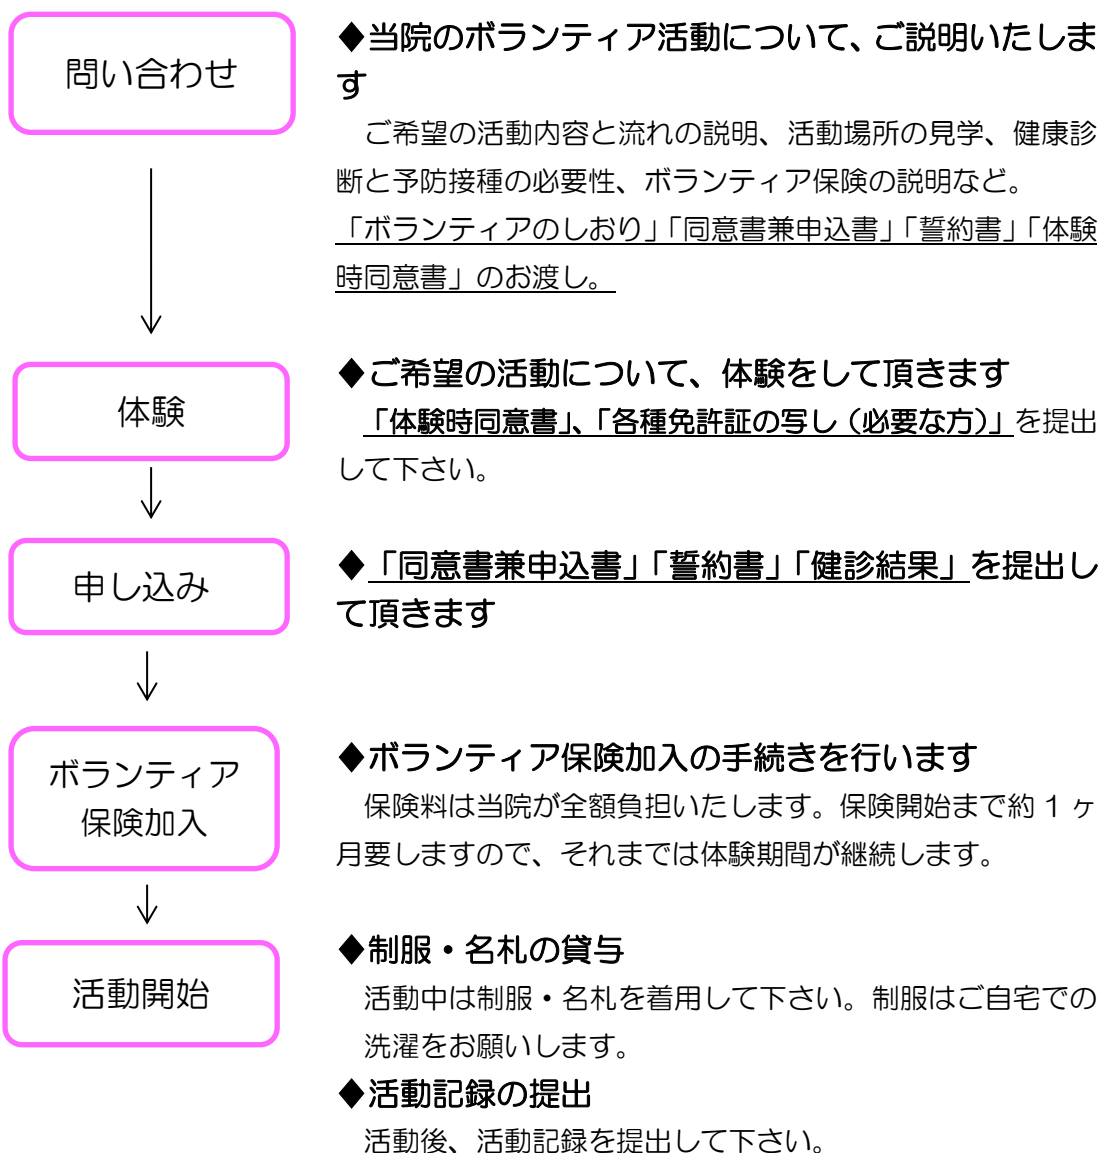 問い合わせ
◆当院のボランティア活動について、ご説明いたしま
す
ご希望の活動内容と流れの説明、活動場所の見学、健康診
断と予防接種の必要性、ボランティア保険の説明など。
「ボランティアのしおり」「同意書兼申込書」「誓約書」「体験
時同意書」のお渡し。
体験
◆ご希望の活動について、体験をして頂きます
「体験時同意書」、「各種免許証の写し（必要な方）」を提出
して下さい。
申し込み
◆「同意書兼申込書」「誓約書」「健診結果」を提出し
て頂きます
ボランティア
保険加入
◆ボランティア保険加入の手続きを行います
保険料は当院が全額負担いたします。保険開始まで約 1 ヶ
月要しますので、それまでは体験期間が継続します。
活動開始
◆制服・名札の貸与
活動中は制服・名札を着用して下さい。制服はご自宅での
洗濯をお願いします。
◆活動記録の提出
活動後、活動記録を提出して下さい。